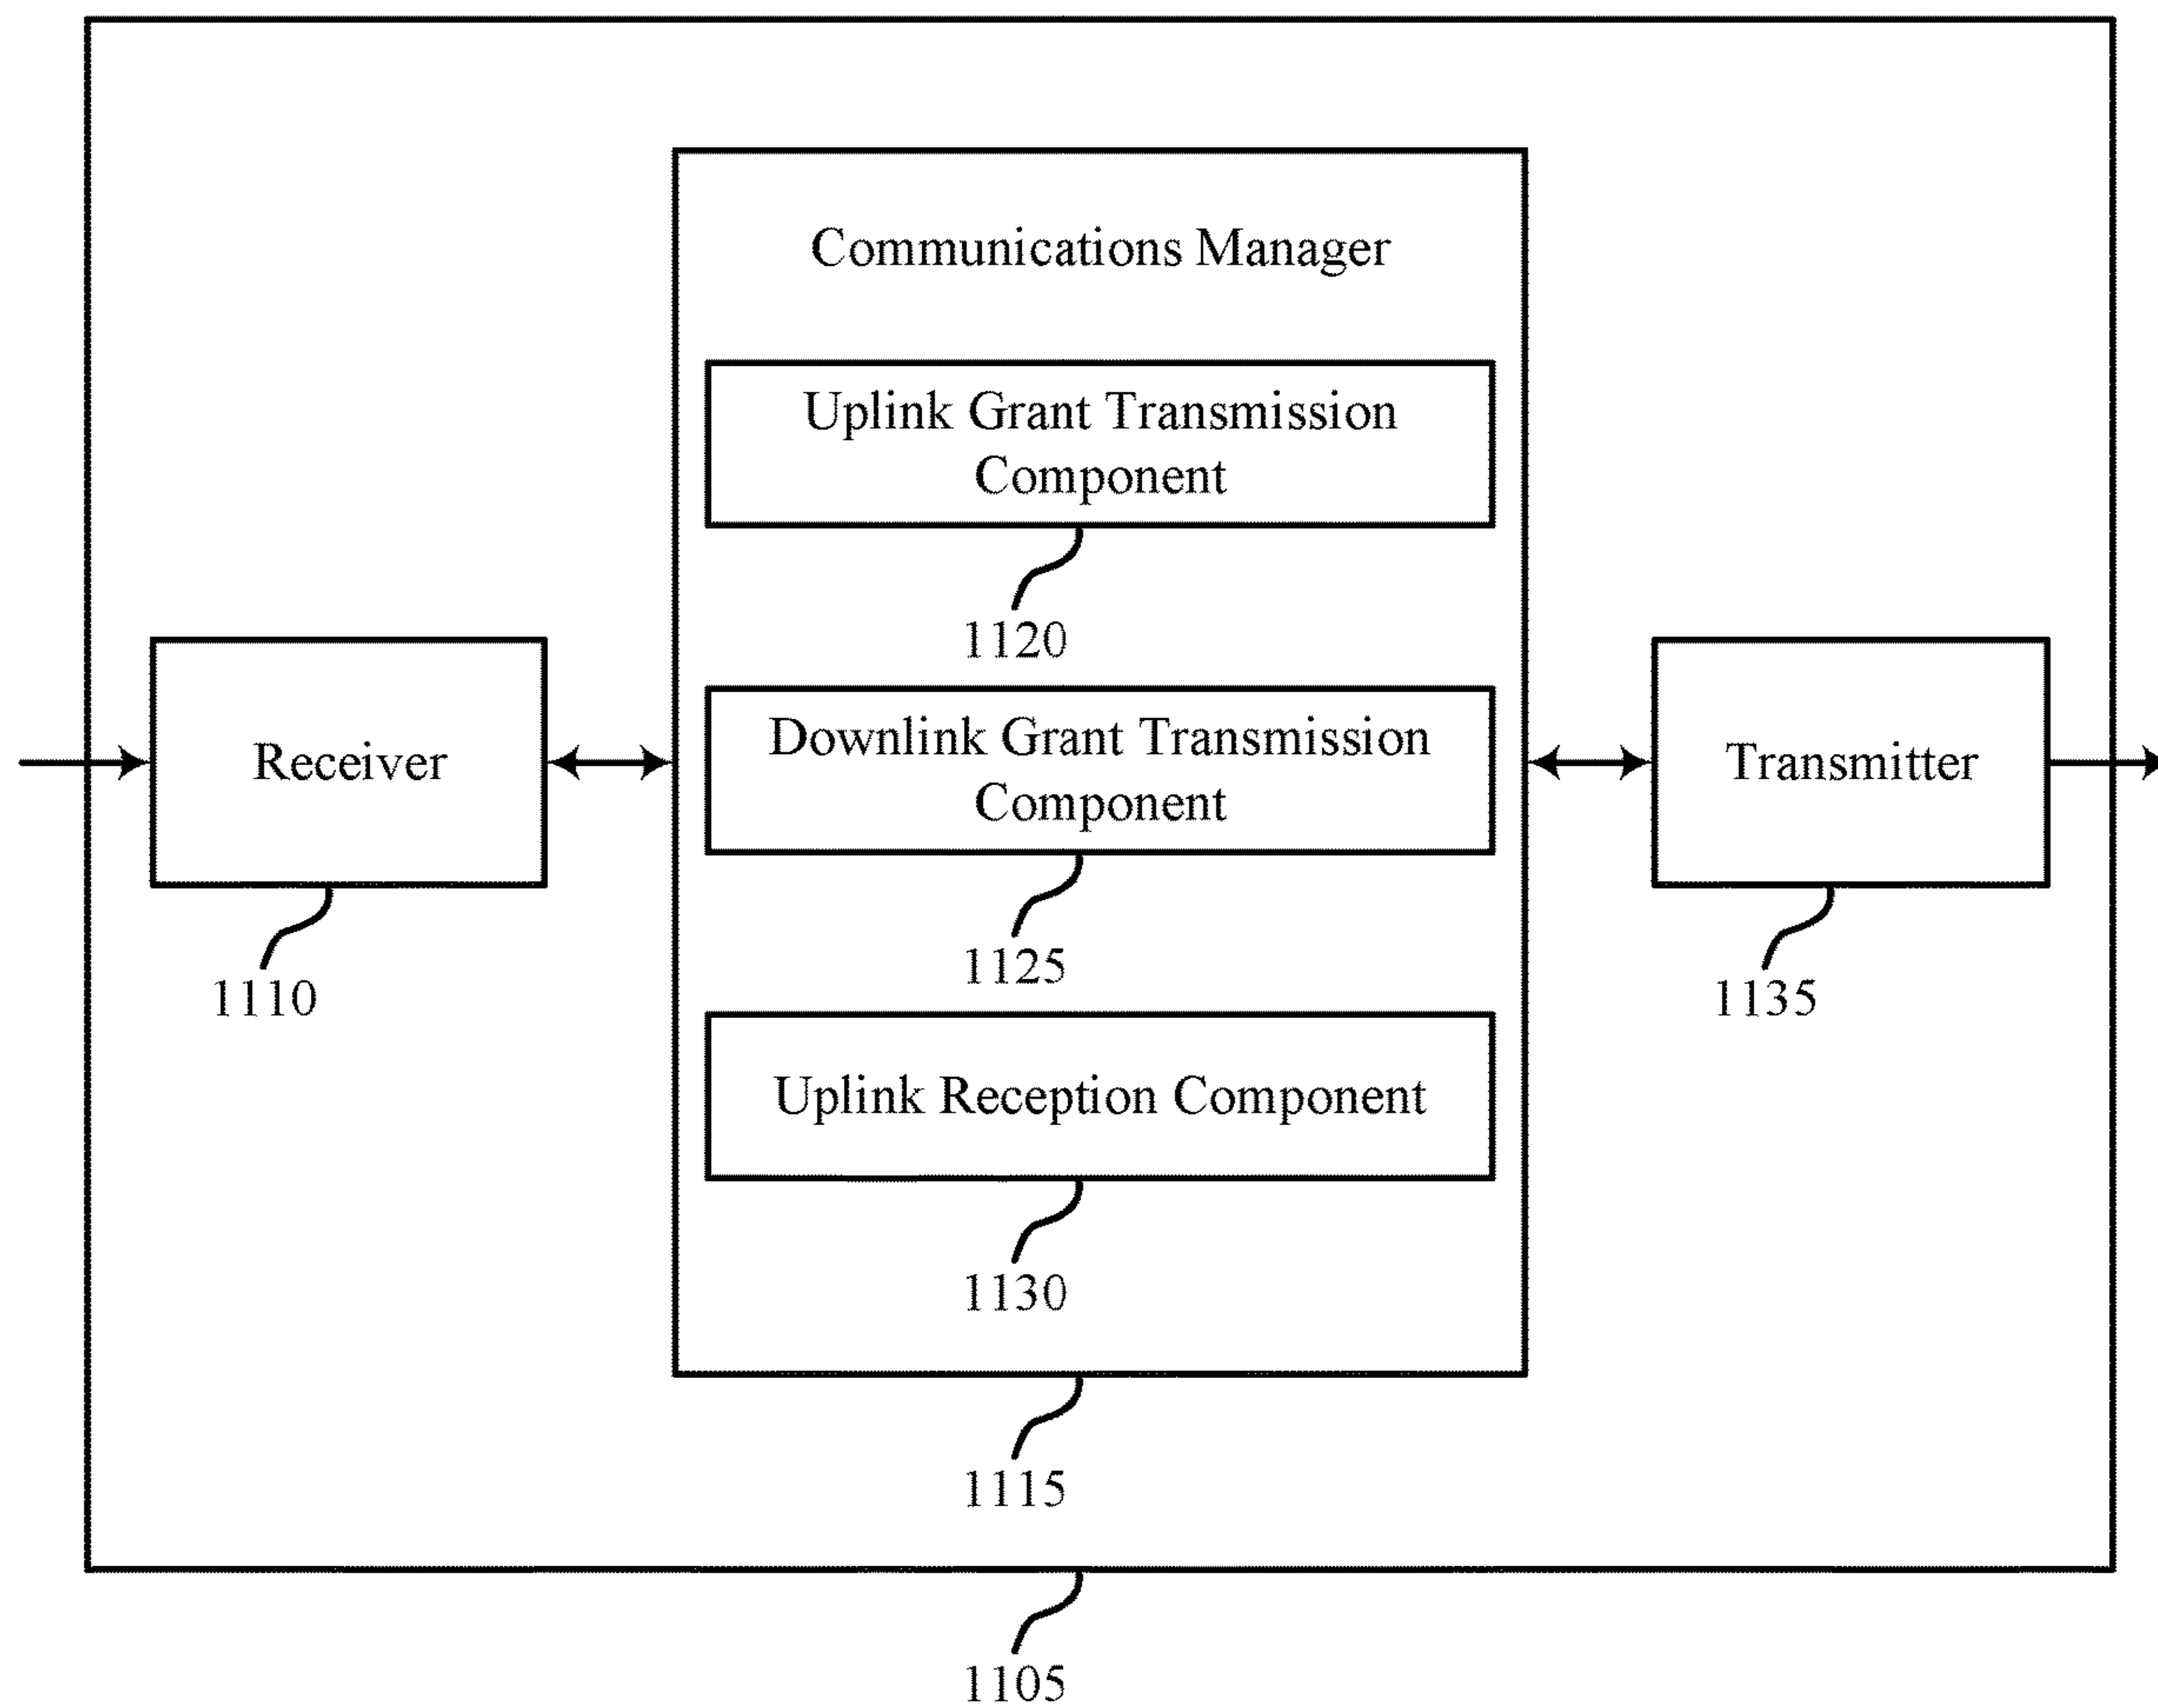 Communications Manager
Uplink Grant Transmission
Component
1120
Receiver
1110
Downlink Grant Transmission
Component
1125
Transmitter
1135
Uplink Reception Component
1130
1115
1105